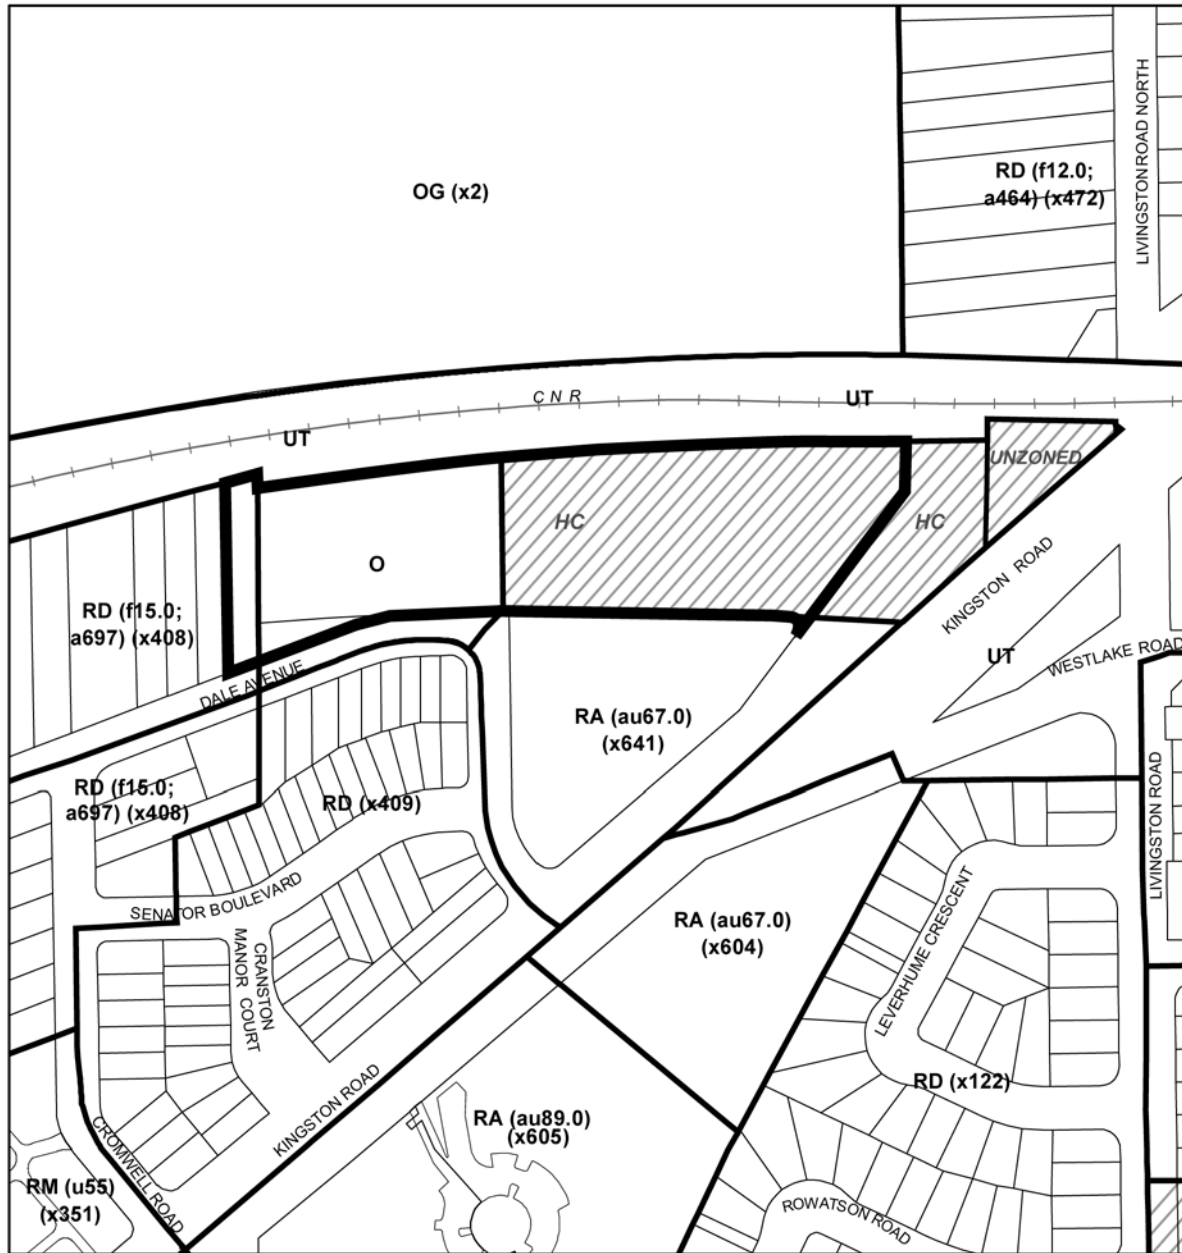 LIVINGSTON ROAD NORTH
RD (f12.0;
a464) (x472)
OG (x2)
CNR
UT
UT
UNZONED
HC
HC
O
KINGSTON ROAD
RD (f15.0;
a697) (x408)
UT
WESTLAKE ROAD
DALE AVENUE
RA (au67.0)
(x641)
RD (f15.0;
a697) (x408)
RD (x409)
LIVINGSTON ROAD
SENATOR BOULEVARD
RA (au67.0)
(x604)
LEVERHUME CRESCENT
CRANSTON
MANOR COURT
RD (x122)
KINGSTON ROAD
RA (au89.0)
(x605)
CROMWELL ROAD
RM (u55)
(x351)
ROWATSON ROAD